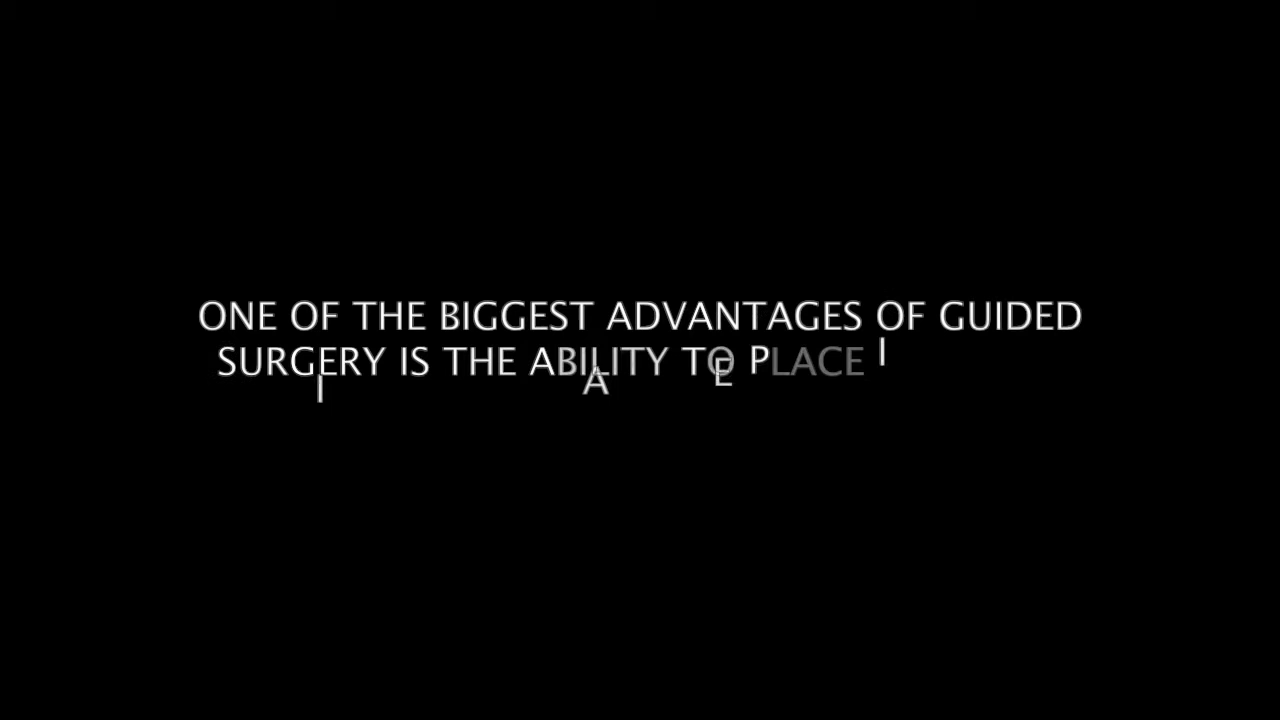 ONE OF THE BIGGEST ADVANTAGES OF GUIDED
SURGERY IS THE ABILITY TO PLACE I
I A E